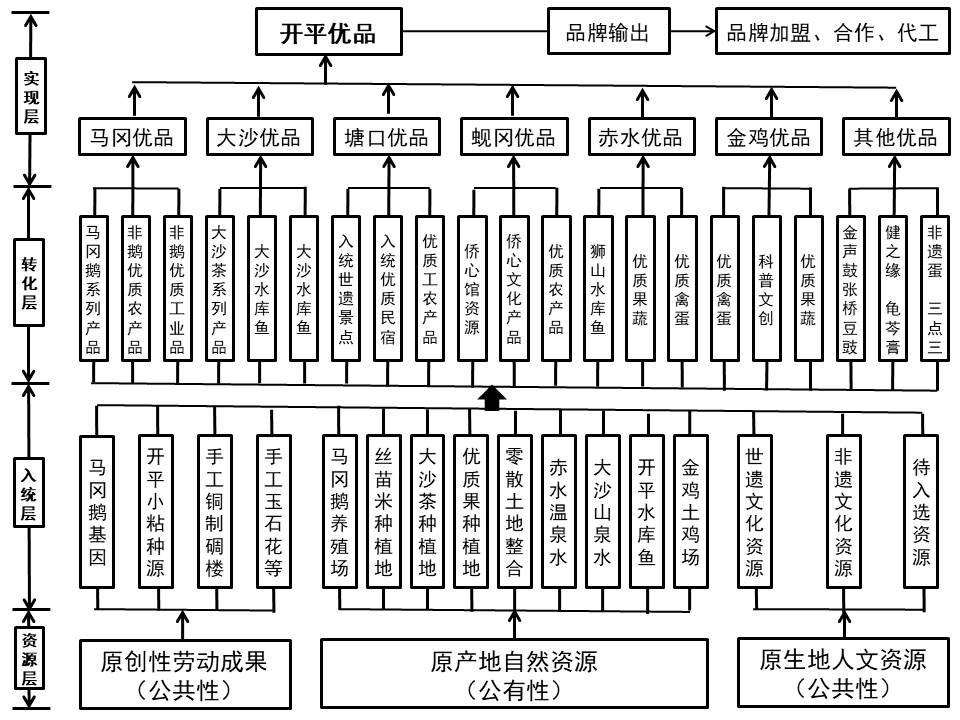 开平优品
品牌输出
品牌加盟、合作、代工
实现层
马冈优品
大沙优品
塘口优品
蚬冈优品
赤水优品
金鸡优品
其他优品
转化层
马冈鹅系列产品
非鹅优质农产品
非鹅优质工业品
大沙茶系列产品
大沙水库鱼
大沙水库鱼
入统世遗景点
入统优质民宿
优质工农产品
侨心馆资源
侨心文化产品
优质农产品
狮山水库鱼
优质果蔬
优质禽蛋
优质禽蛋
科普文创
优质果蔬
金声鼓张桥豆豉
健之缘 龟苓膏
非遗蛋 三点三
入统层
马冈鹅基因
开平小粘种源
手工铜制碉楼
手工玉石花等
马冈鹅养殖场
丝苗米种植地
大沙茶种植地
优质果种植地
零散土地整合
赤水温泉水
大沙山泉水
开平水库鱼
金鸡土鸡场
世遗文化资源
非遗文化资源
待入选资源
资源层
原创性劳动成果
（公共性）
原产地自然资源
（公有性）
原生地人文资源
（公共性）